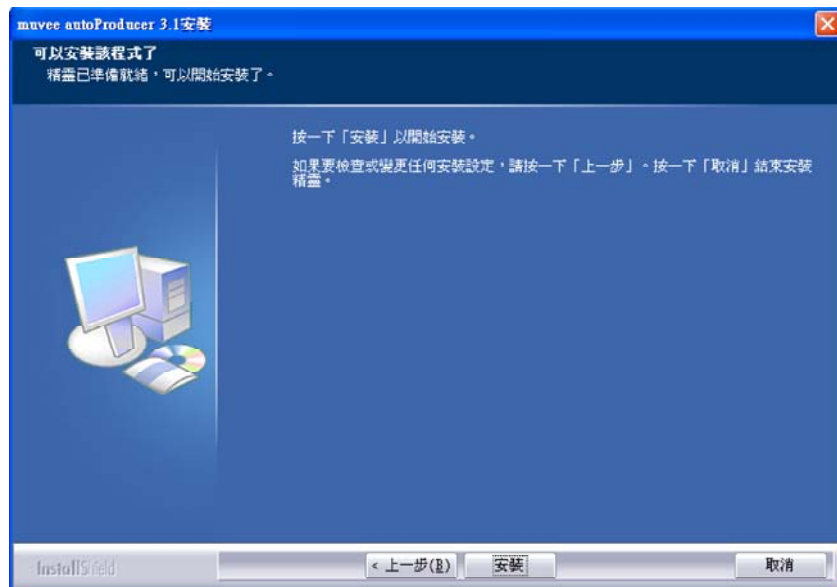 muvee autoProducer 3.1安裝
可以安裝該程式了
精靈已準備就緒，可以開始安裝了。
按一下「安裝」以開始安裝。
如果要檢查或變更任何安裝設定，請按一下「上一步」。按一下「取消」結束安裝
精靈。
InstallShield
< 上一步(B)
安裝
取消